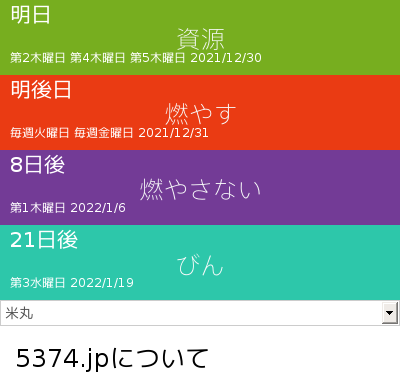 明日
資源
第2木曜日 第4木曜日 第5木曜日 2021/12/30
明後日
燃やす
毎週火曜日 毎週金曜日 2021/12/31
8日後
燃やさない
第1木曜日 2022/1/6
21日後
びん
第3水曜日 2022/1/19
米丸
5374.jpについて